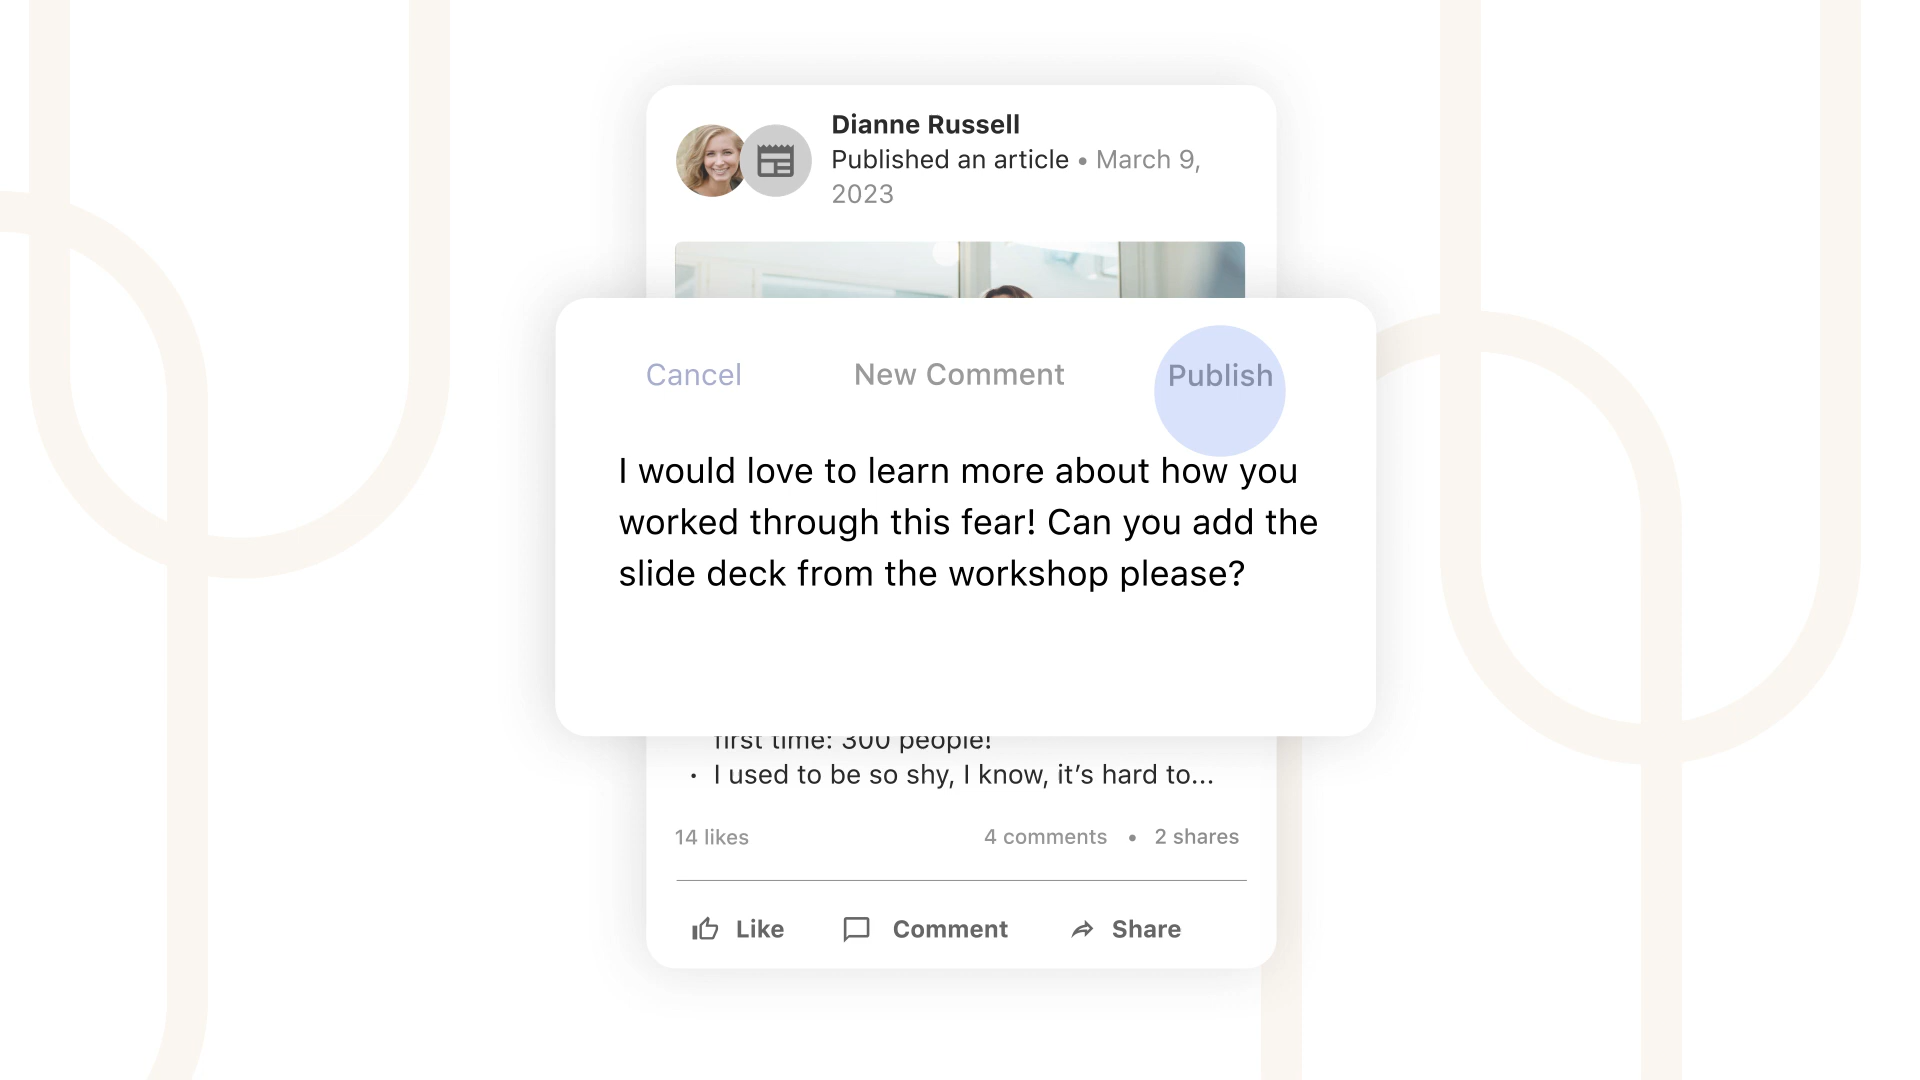 Dianne Russell
Published an article • March 9,
2023
Cancel
New Comment
Publish
I would love to learn more about how you
worked through this fear! Can you add the
slide deck from the workshop please?
first time: 300 people!
• I used to be so shy, I know, it’s hard to...
14 likes
4 comments • 2 shares
Like
Comment
Share